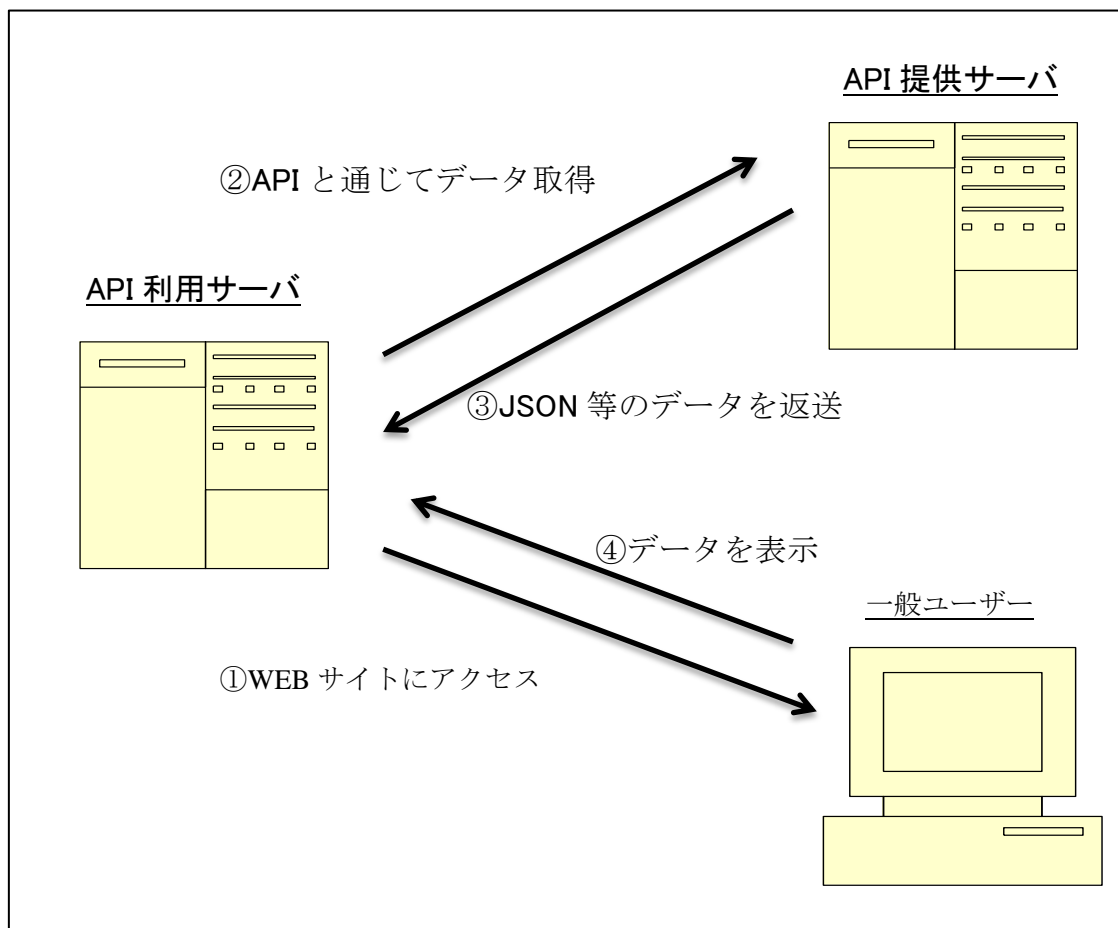 API 提供サーバ
②API と通じてデータ取得
API 利用サーバ
③JSON 等のデータを返送
④データを表示
一般ユーザー
①WEB サイトにアクセス